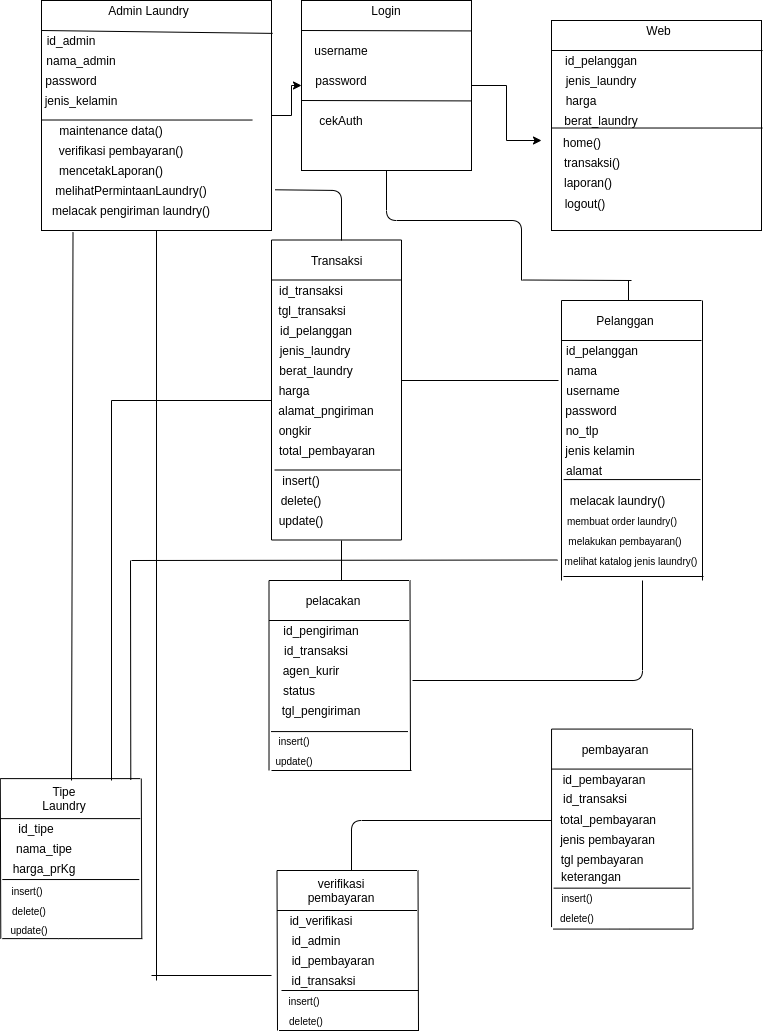 Admin Laundry
id_admin
nama_admin
password
jenis_kelamin
maintenance data()
verifikasi pembayaran()
mencetakLaporan()
melihatPermintaanLaundry()
melacak pengiriman laundry()
Login
username
password
cekAuth
Web
id_pelanggan
jenis_laundry
harga
berat_laundry
home()
transaksi()
laporan()
logout()
Transaksi
id_transaksi
tgl_transaksi
id_pelanggan
jenis_laundry
berat_laundry
harga
alamat_pngiriman
ongkir
total_pembayaran
insert()
delete()
update()
Pelanggan
id_pelanggan
nama
username
password
no_tlp
jenis kelamin
alamat
melacak laundry()
membuat order laundry()
melakukan pembayaran()
melihat katalog jenis laundry()
pelacakan
id_pengiriman
id_transaksi
agen_kurir
status
tgl_pengiriman
insert()
update()
pembayaran
id_pembayaran
id_transaksi
total_pembayaran
jenis pembayaran
tgl pembayaran
keterangan
insert()
delete()
Tipe
Laundry
id_tipe
nama_tipe
harga_prKg
insert()
delete()
update()
verifikasi
pembayaran
id_verifikasi
id_admin
id_pembayaran
id_transaksi
insert()
delete()